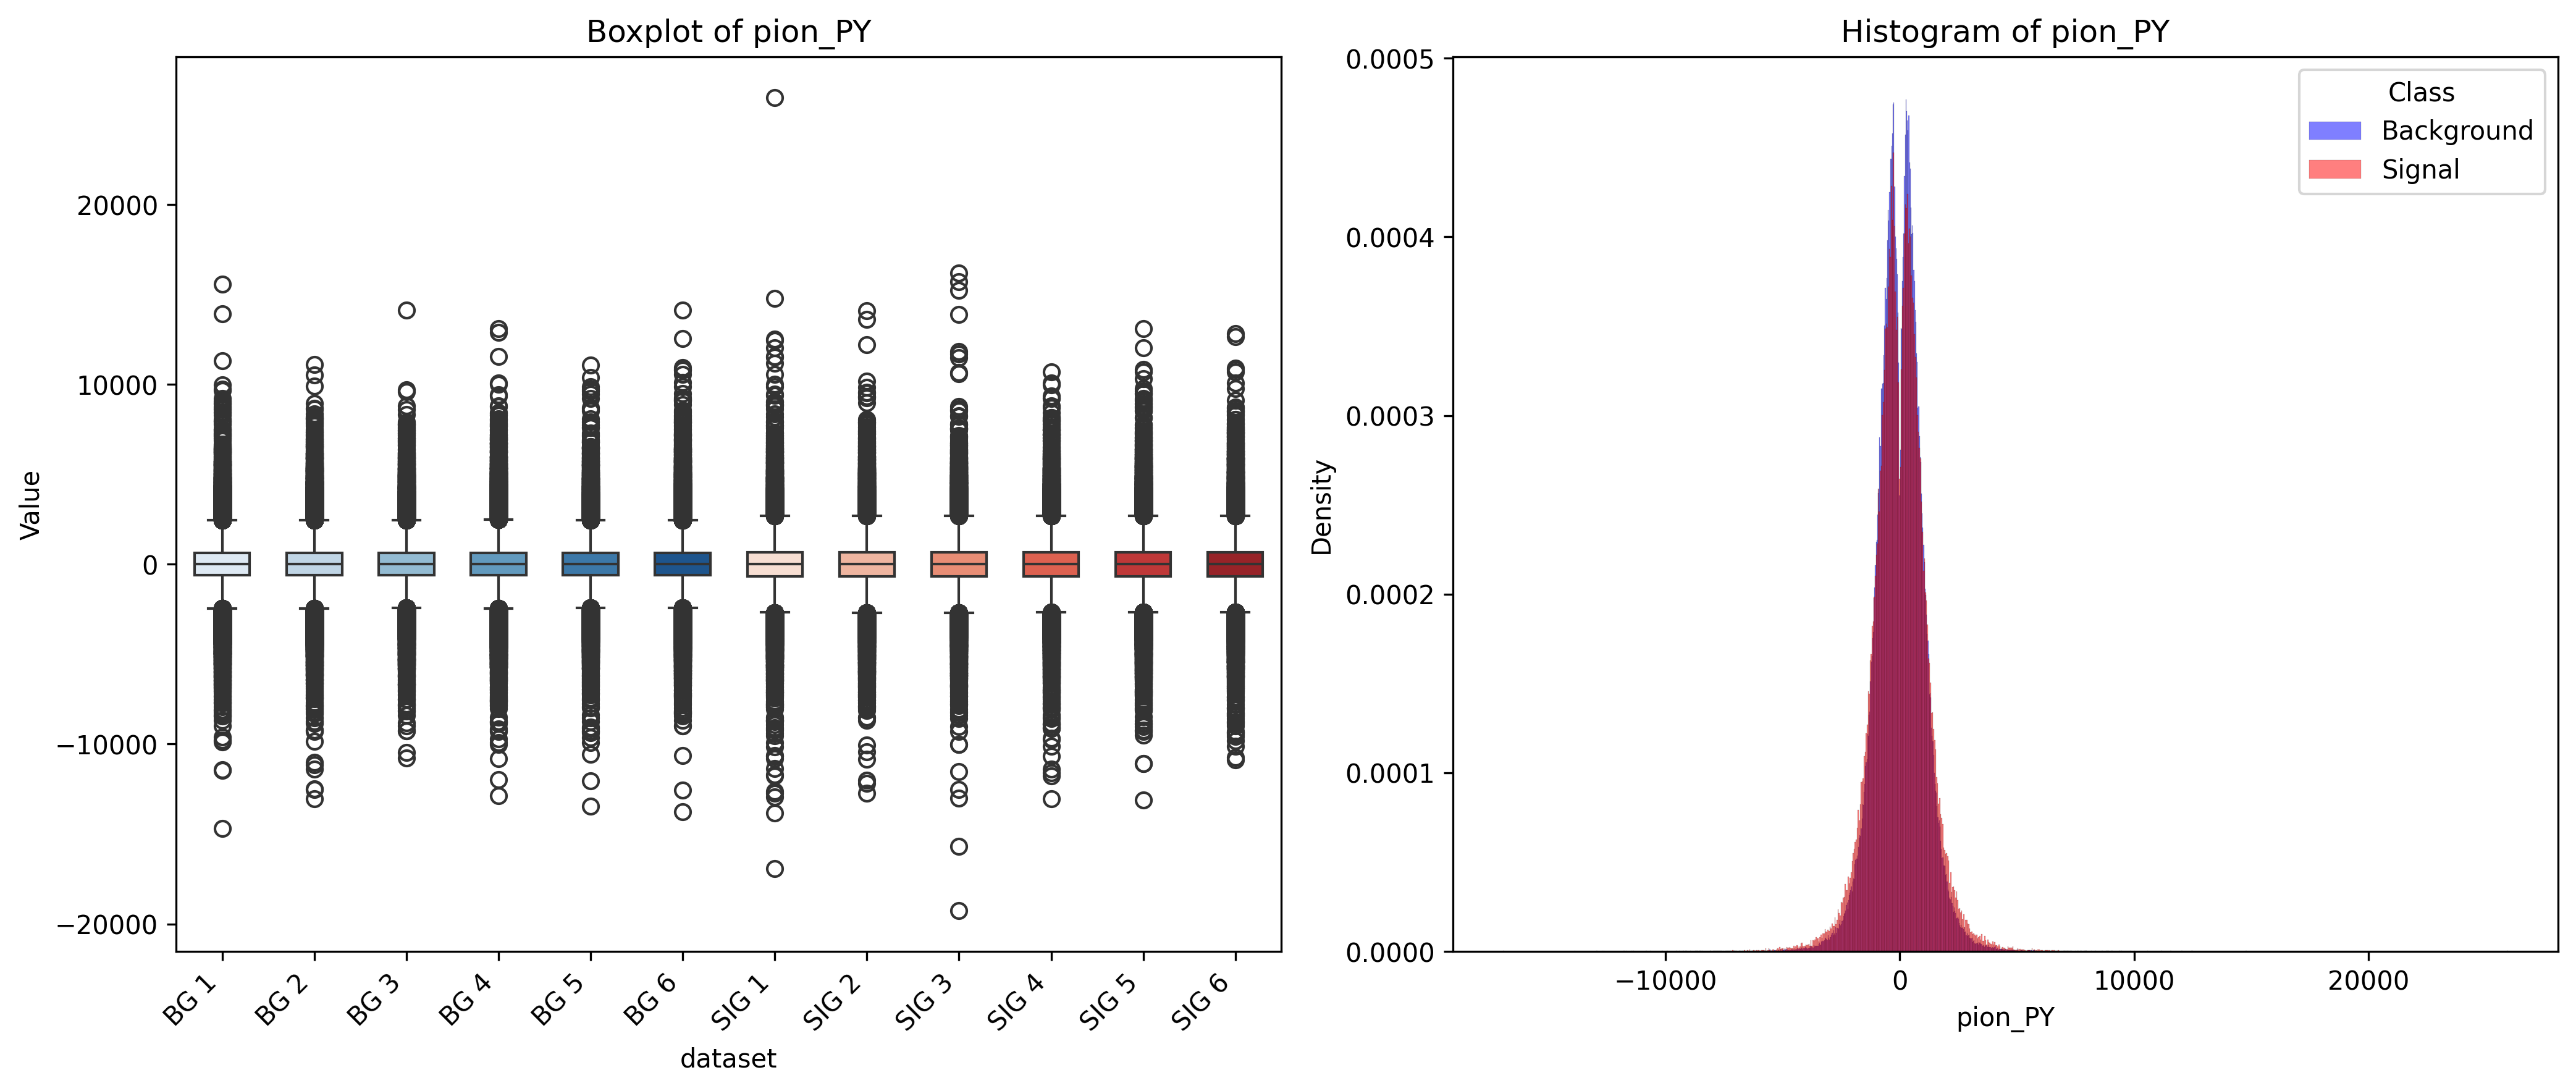 Boxplot of pion_PY
Value
20000
10000
0
−10000
−20000
BG 1
BG 2
BG 3
BG 4
BG 5
BG 6
SIG 1
SIG 2
SIG 3
SIG 4
SIG 5
SIG 6
dataset
Histogram of pion_PY
Density
0.0005
0.0004
0.0003
0.0002
0.0001
0.0000
−10000
0
10000
20000
pion_PY
Class
Background
Signal